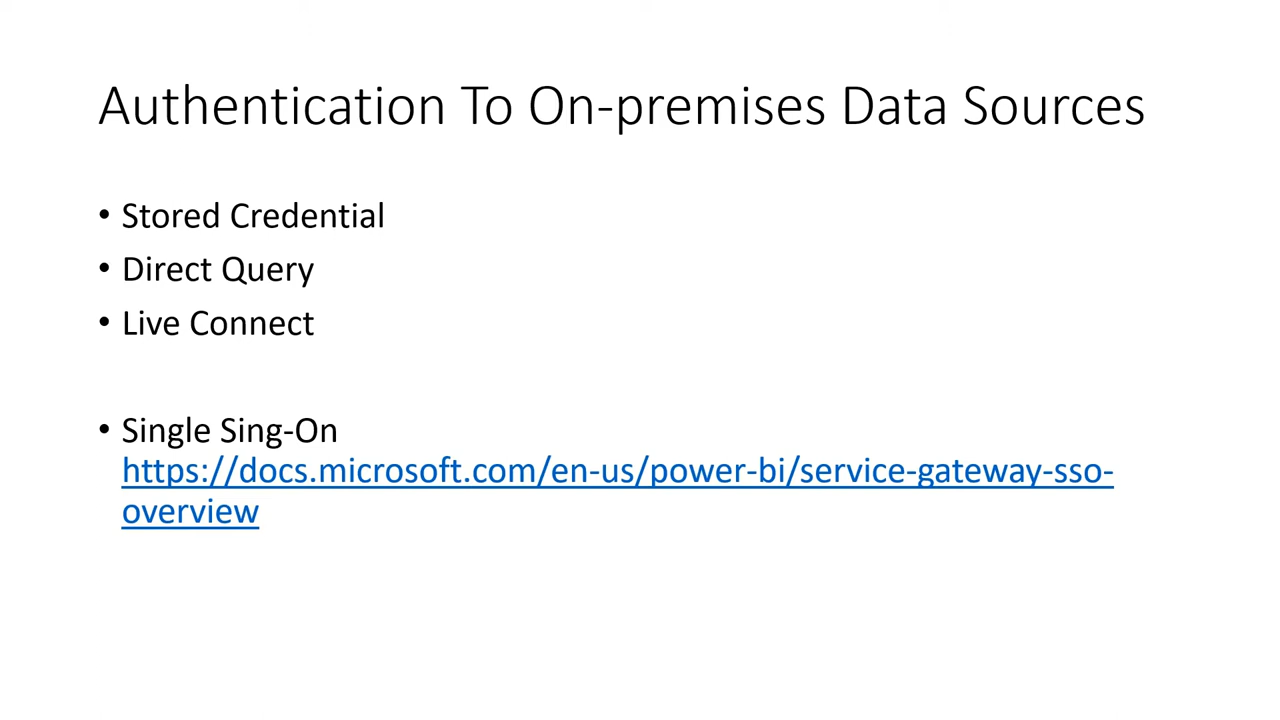 Authentication To On-premises Data Sources
• Stored Credential
• Direct Query
• Live Connect
• Single Sing-On
https://docs.microsoft.com/en-us/power-bi/service-gateway-sso-
overview